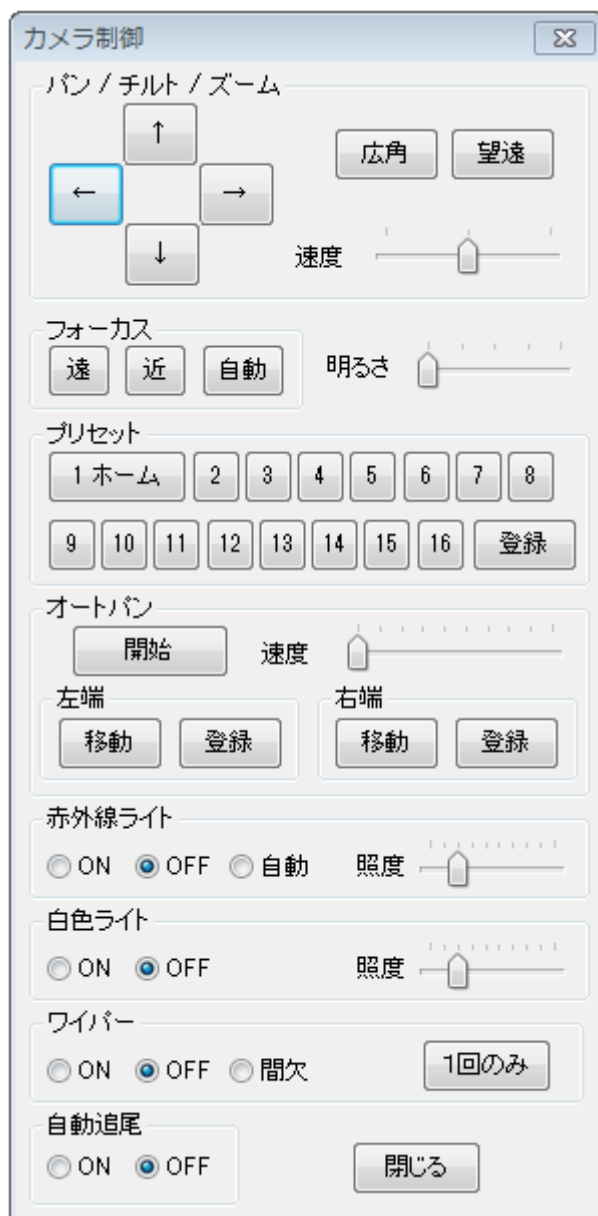 カメラ制御
パン / チルト / ズーム
↑
広角 望遠
← →
↓
速度
フォーカス
遠 近 自動 明るさ
プリセット
1 ホーム 2 3 4 5 6 7 8
9 10 11 12 13 14 15 16 登録
オートパン
開始 速度
左端 右端
移動 登録 移動 登録
赤外線ライト
ON OFF 自動 照度
白色ライト
ON OFF 照度
ワイパー
ON OFF 間欠 1回のみ
自動追尾
ON OFF 閉じる